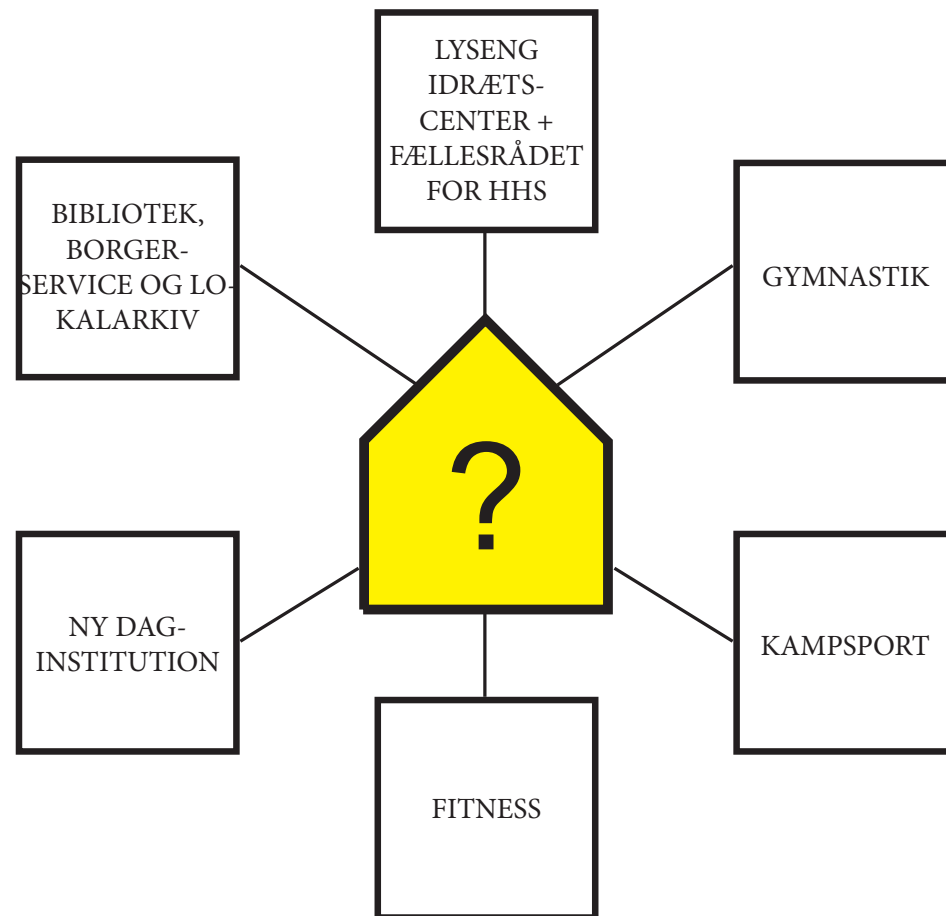 LYSENG
IDRÆTS-
CENTER +
FÆLLESRÅDET
FOR HHS
BIBLIOTEK,
BORGER-
SERVICE OG LO-
KALARKIV
GYMNASTIK
?
NY DAG-
INSTITUTION
KAMPSPORT
FITNESS